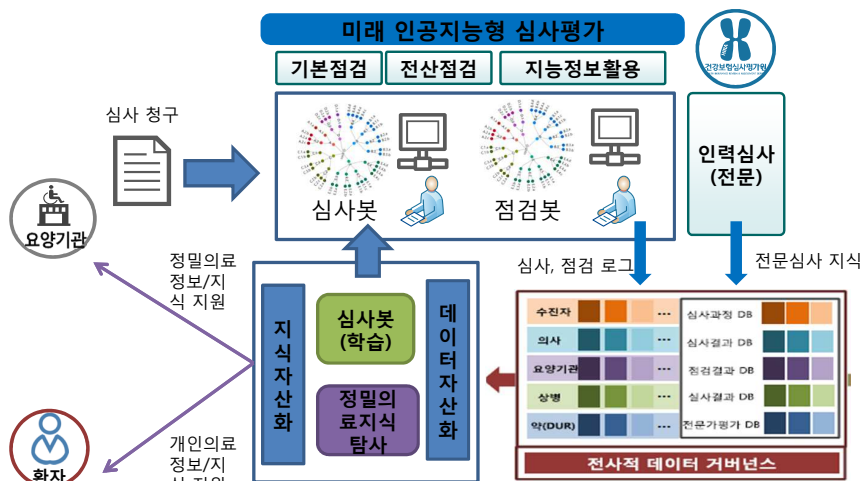 미래 인공지능형 심사평가
기본점검
전산점검
지능정보활용
건강보험심사평가원
심사 청구
심사봇
점검봇
인력심사
(전문)
요양기관
정밀의료
정보/지
식 지원
심사, 점검 로그
전문심사 지식
지식자산화
심사봇
(학습)
정밀의
료지식
탐사
데이터자산화
수진자
...
심사과정 DB
의사
...
심사결과 DB
요양기관
...
점검결과 DB
상병
...
심사결과 DB
약(DUR)
...
전문가평가 DB
전사적 데이터 거버넌스
환자
개인의료
정보/지
식 지원